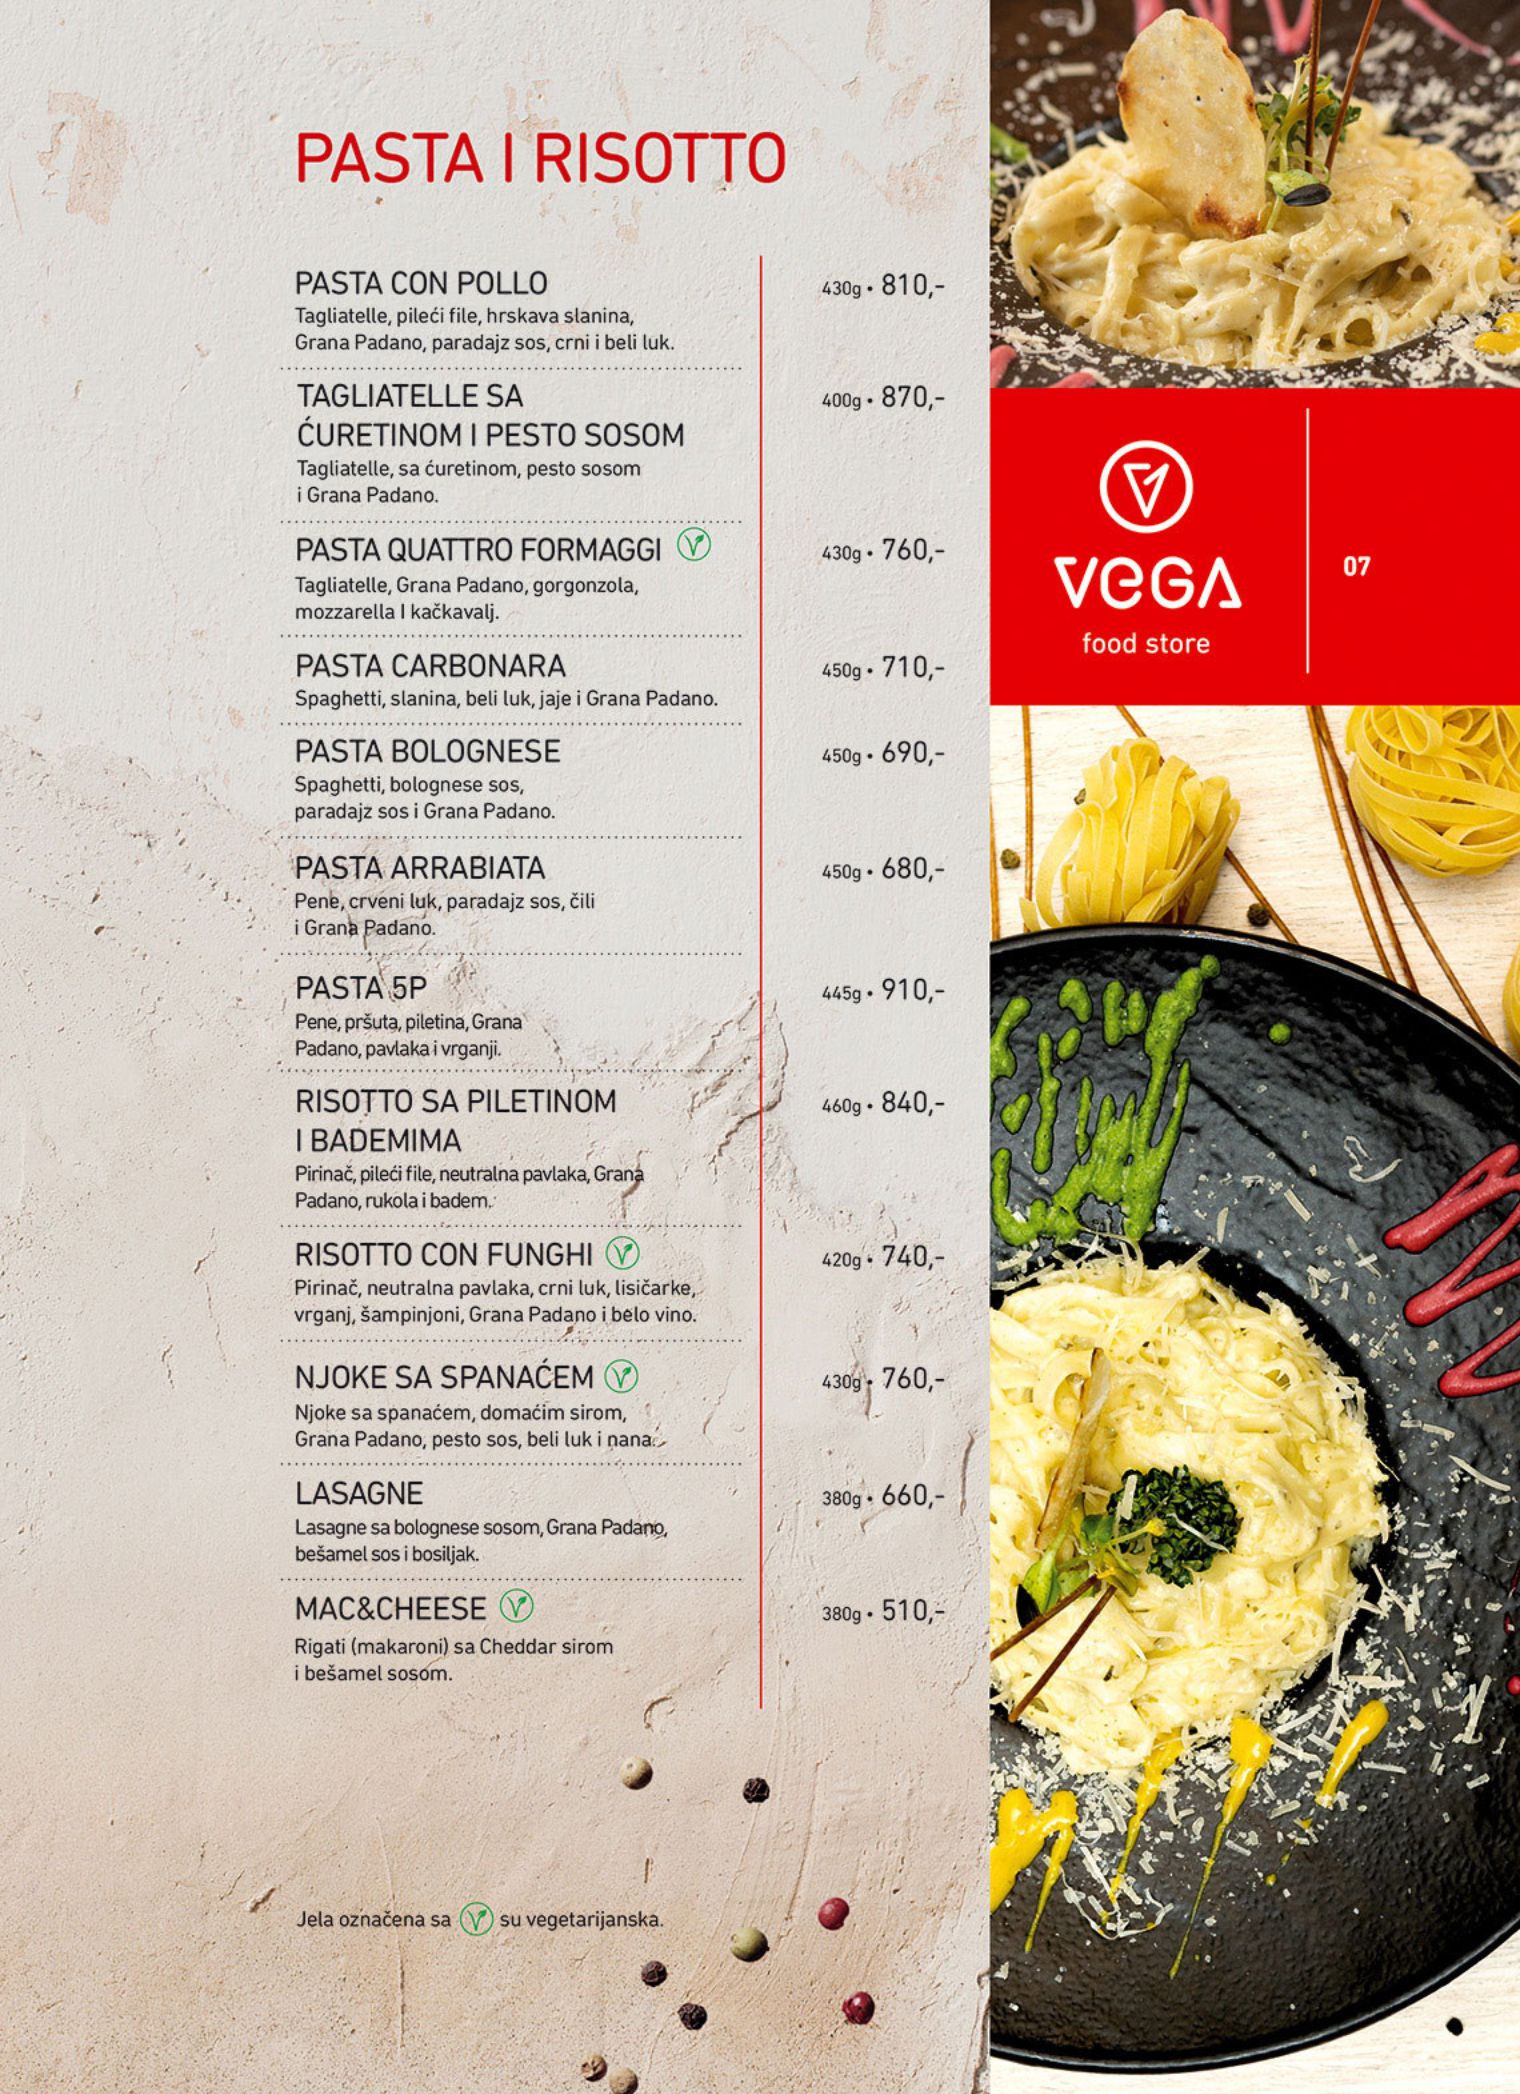 PASTA I RISOTTO
PASTA CON POLLO
430g • 810,-
Tagliatelle, pileći file, hrskava slanina,
Grana Padano, paradajz sos, crni i beli luk.
TAGLIATELLE SA
400g • 870,-
ĆURETINOM I PESTO SOSOM
Tagliatelle, sa ćuretinom, pesto sosom
i Grana Padano.
PASTA QUATTRO FORMAGGI
430g • 760,-
Tagliatelle, Grana Padano, gorgonzola,
mozzarella I kačkavalj.
PASTA CARBONARA
450g • 710,-
Spaghetti, slanina, beli luk, jaje i Grana Padano.
PASTA BOLOGNESE
450g • 690,-
Spaghetti, bolognese sos,
paradajz sos i Grana Padano.
PASTA ARRABIATA
450g • 680,-
Pene, crveni luk, paradajz sos, čili
i Grana Padano.
PASTA 5P
445g • 910,-
Pene, pršuta, piletina, Grana
Padano, pavlaka i vrganji.
RISOTTO SA PILETINOM
460g • 840,-
I BADEMIMA
Pirinač, pileći file, neutralna pavlaka, Grana
Padano, rukola i badem.
RISOTTO CON FUNGHI
420g • 740,-
Pirinač, neutralna pavlaka, crni luk, lisičarke,
vrganj, šampinjoni, Grana Padano i belo vino.
NJOKE SA SPANAĆEM
430g • 760,-
Njoke sa spanaćem, domaćim sirom,
Grana Padano, pesto sos, beli luk i nana.
LASAGNE
380g • 660,-
Lasagne sa bolognese sosom, Grana Padano,
bešamel sos i bosiljak.
MAC&CHEESE
380g • 510,-
Rigati (makaroni) sa Cheddar sirom
i bešamel sosom.
Jela označena sa V su vegetarijanska.
VEGA
food store
07